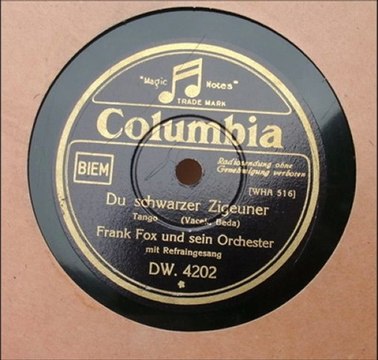 "Magic Notes"
TRADE MARK
Columbia
Radiosendung ohne
Genehmigung verboten
BIEM
[WHA 516]
Du schwarzer Zigeuner
Tango (Vacek, Beda)
Frank Fox und sein Orchester
mit Refraingesang
DW. 4202